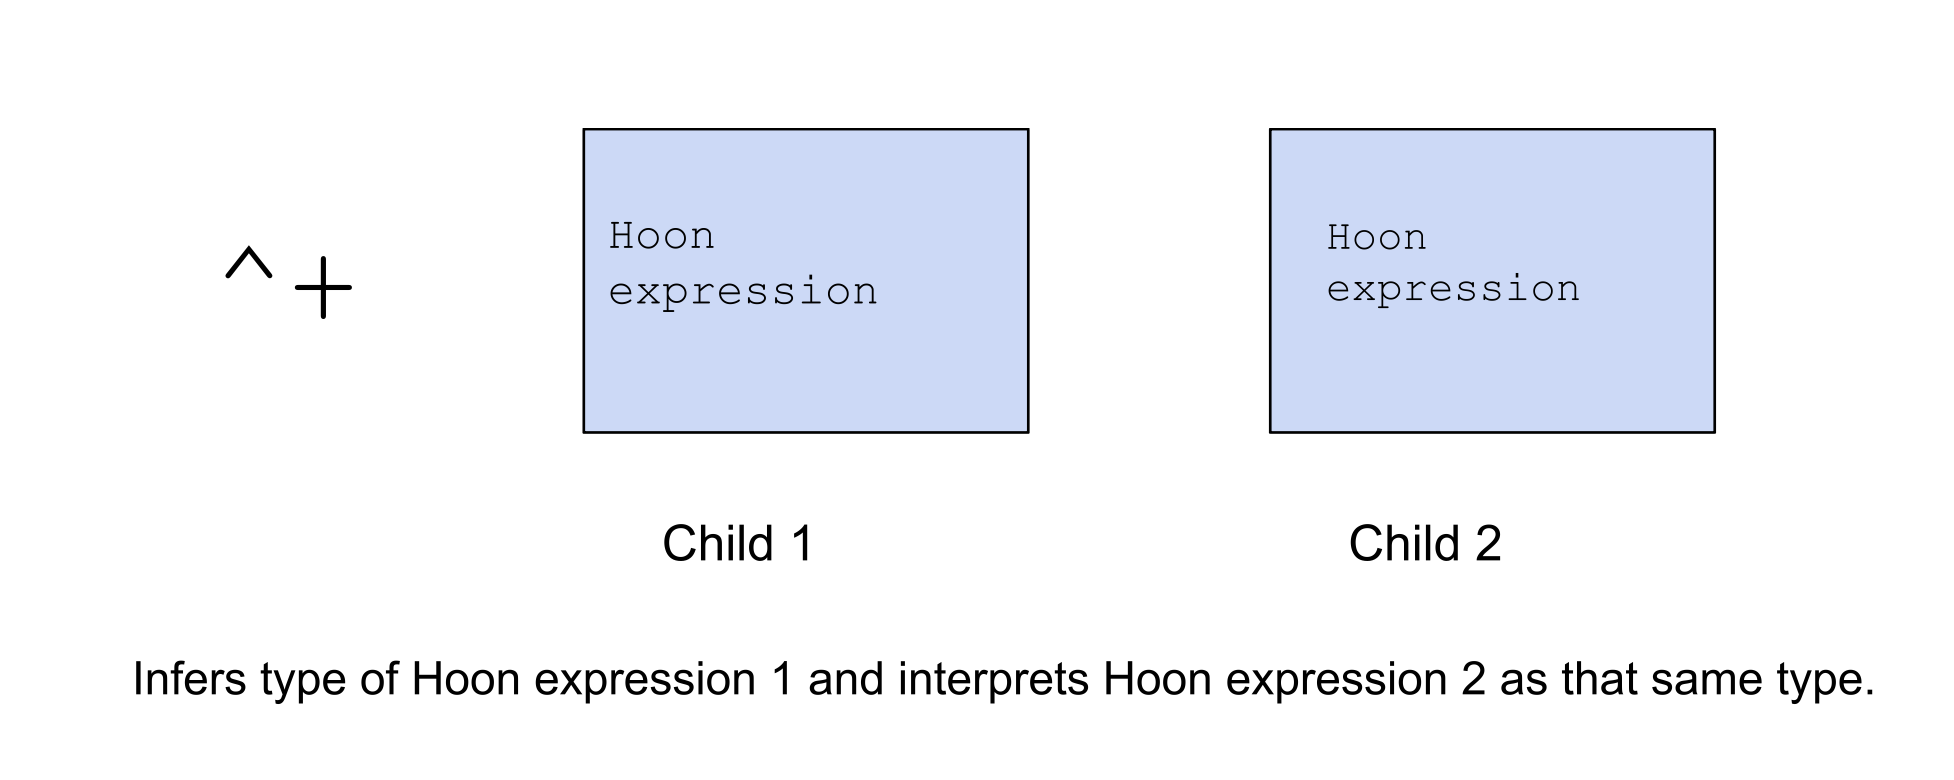 ^+
Hoon
expression
Hoon
expression
Child 1
Child 2
Infers type of Hoon expression 1 and interprets Hoon expression 2 as that same type.